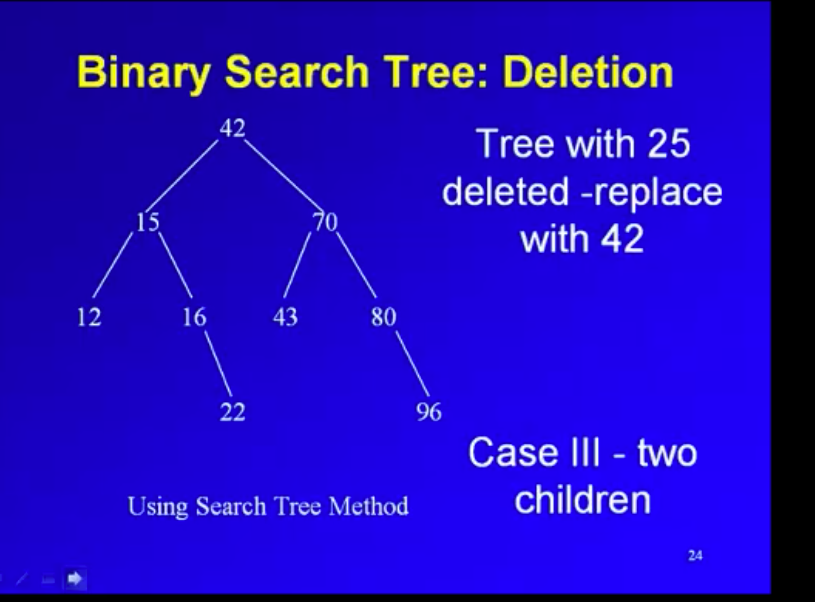 Binary Search Tree: Deletion
42
15 70
12 16 43 80
22 96
Tree with 25
deleted -replace
with 42
Case III - two
children
Using Search Tree Method
24